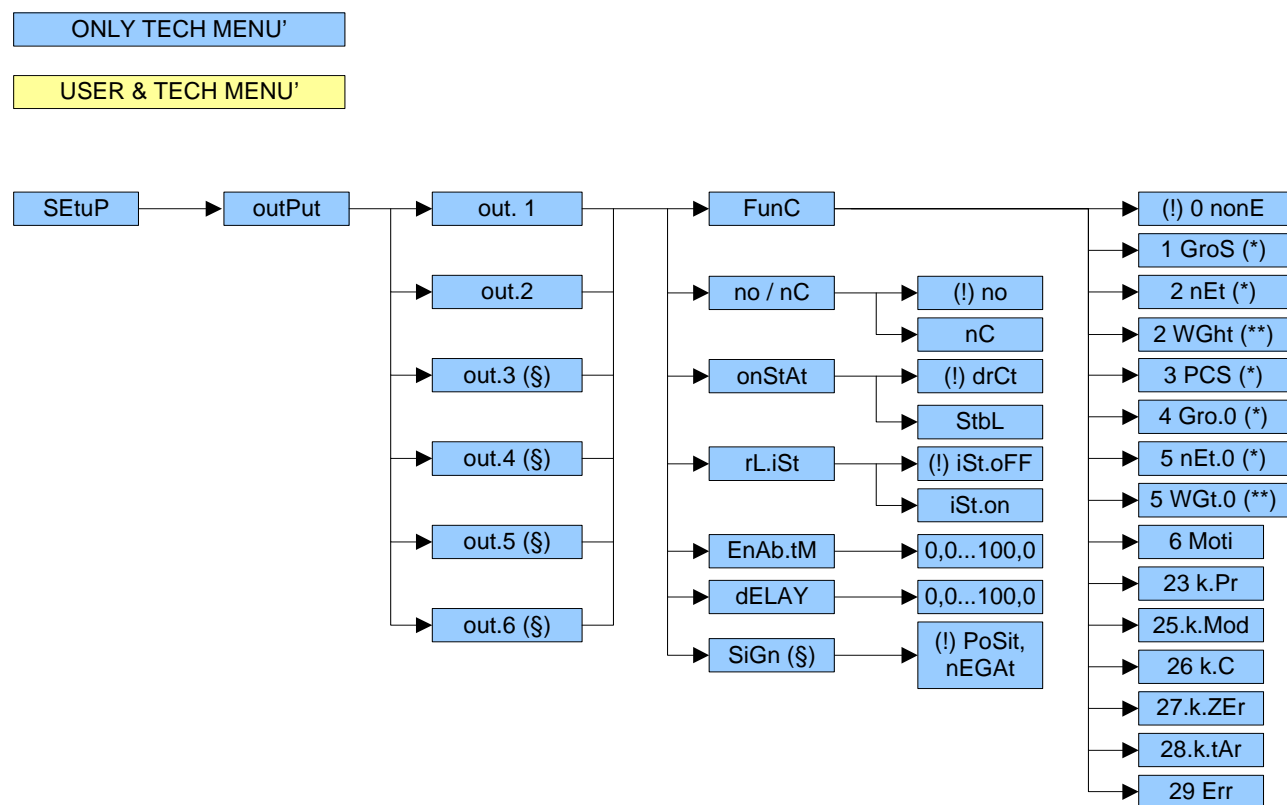 ONLY TECH MENU’
USER & TECH MENU’
SEtuP
outPut
out. 1
out.2
out.3 (§)
out.4 (§)
out.5 (§)
out.6 (§)
FunC
no / nC
(!) no
nC
onStAt
(!) drCt
StbL
rL.iSt
(!) iSt.oFF
iSt.on
EnAb.tM
0,0...100,0
dELAY
0,0...100,0
SiGn (§)
(!) PoSit,
nEGAt
(!) 0 nonE
1 GroS (*)
2 nEt (*)
2 WGht (**)
3 PCS (*)
4 Gro.0 (*)
5 nEt.0 (*)
5 WGt.0 (**)
6 Moti
23 k.Pr
25.k.Mod
26 k.C
27.k.ZEr
28.k.tAr
29 Err